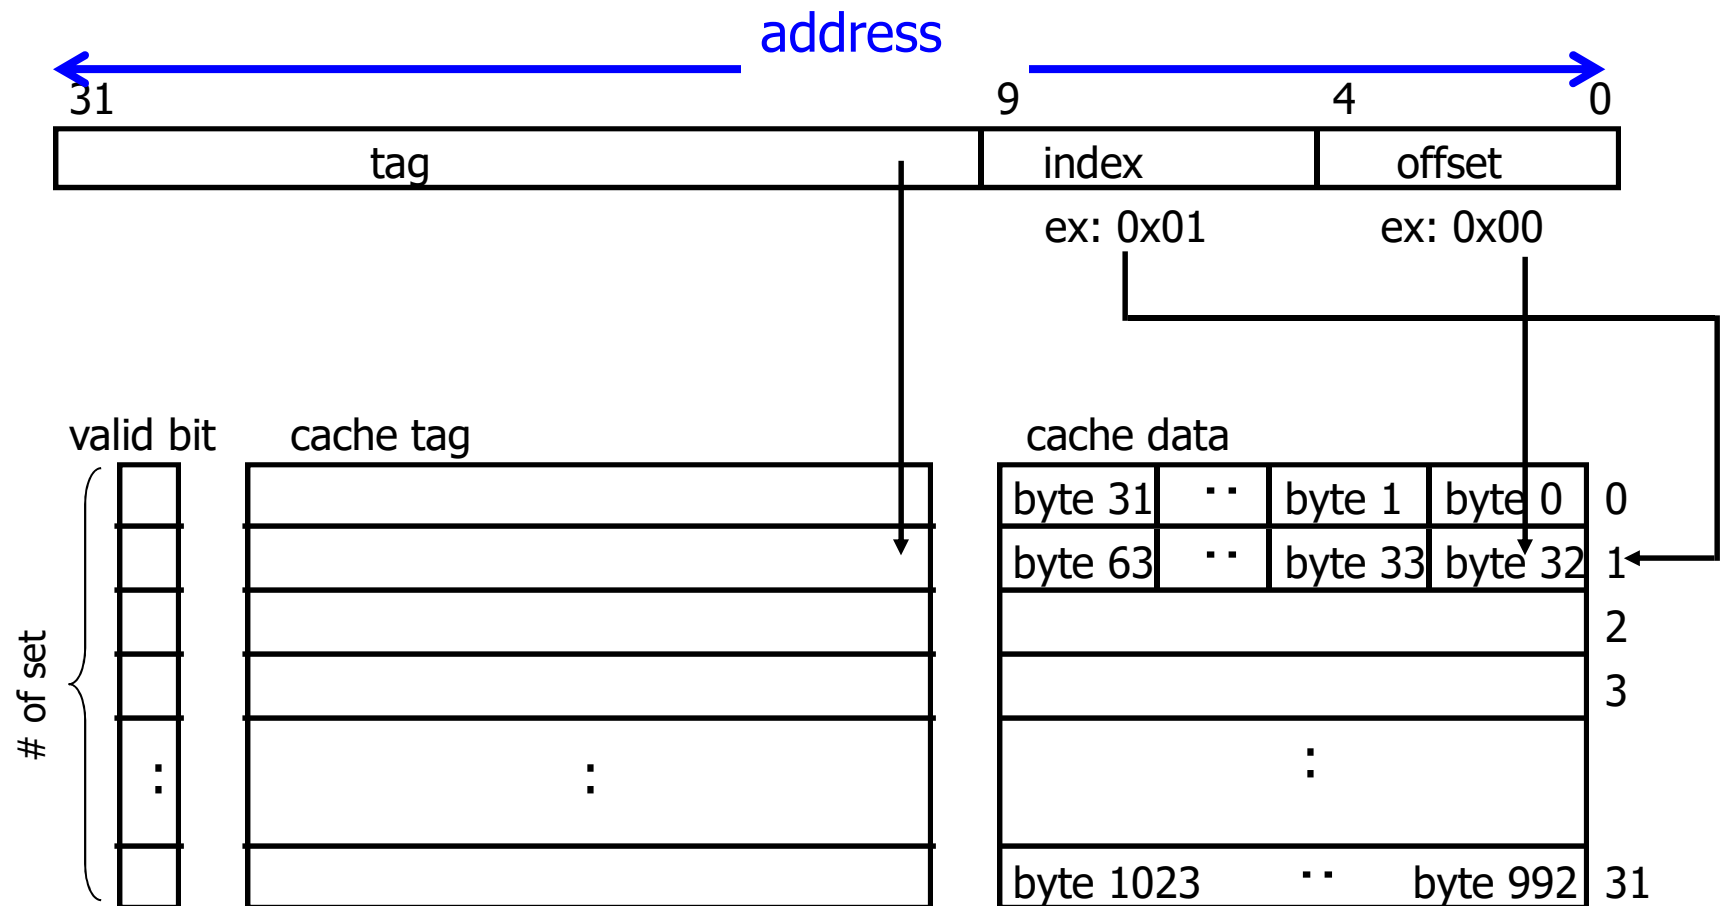 address
31 9 4 0
tag index offset
ex: 0x01 ex: 0x00
valid bit cache tag cache data
byte 31 ·· byte 1 byte 0 0
byte 63 ·· byte 33 byte 32 1
2
3
# of set
: : :
byte 1023 ·· byte 992 31